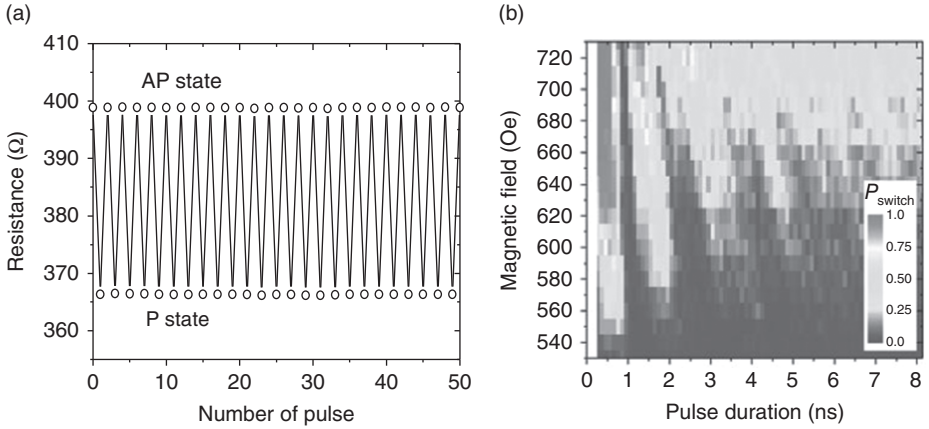 (a)
410
400
390
380
370
360
Resistance (Ω)
AP state
P state
0 10 20 30 40 50
Number of pulse
(b)
720
700
680
660
640
620
600
580
560
540
Magnetic field (Oe)
P switch
1.0
0.75
0.50
0.25
0.0
0 1 2 3 4 5 6 7 8
Pulse duration (ns)